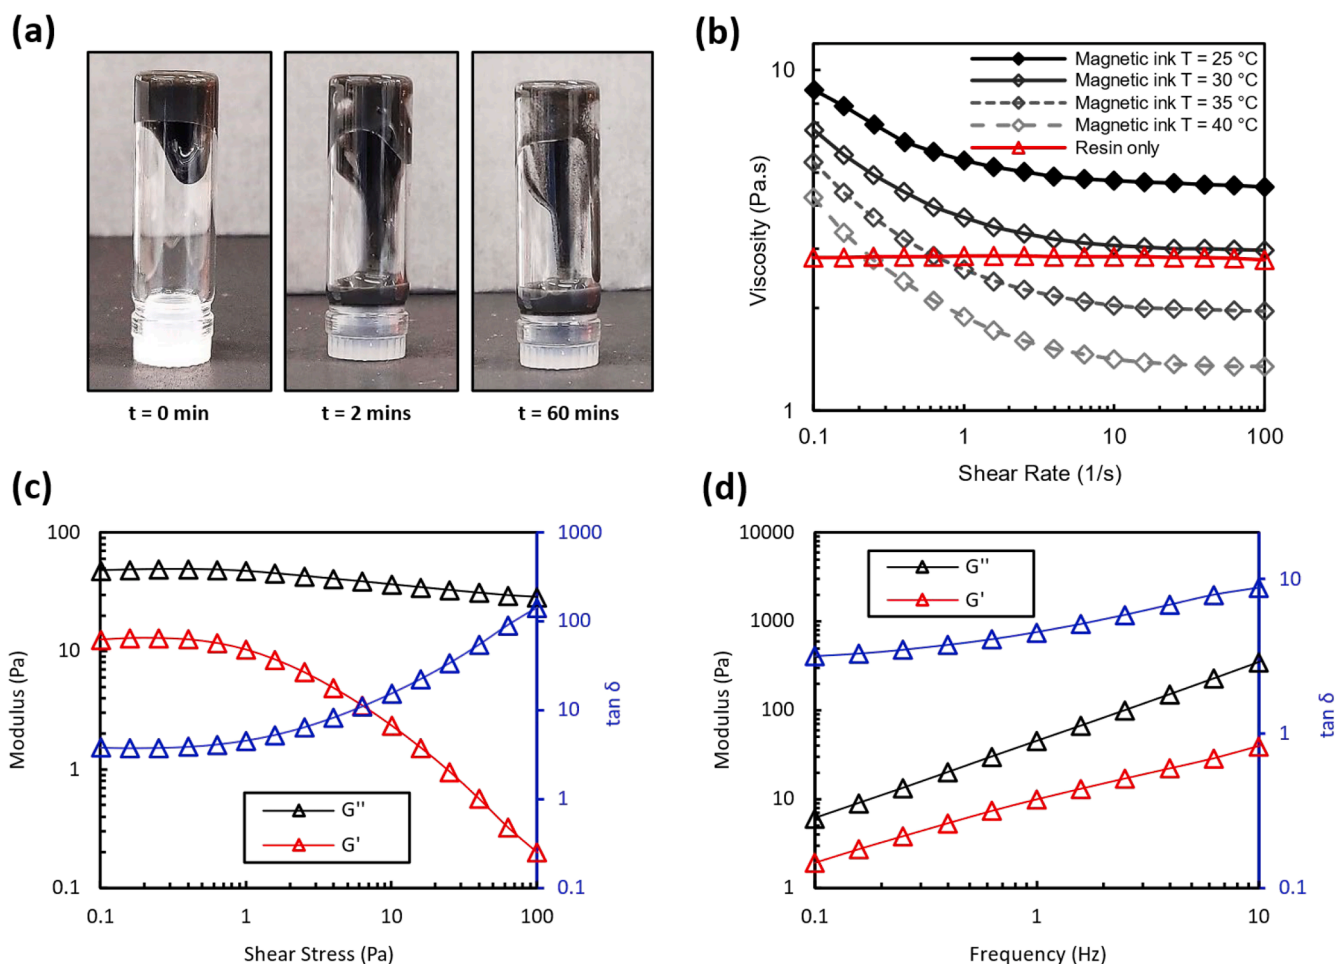 (a)
t = 0 min
t = 2 mins
t = 60 mins
(b)
10
1
Viscosity (Pa.s)
Magnetic ink T = 25 °C
Magnetic ink T = 30 °C
Magnetic ink T = 35 °C
Magnetic ink T = 40 °C
Resin only
0.1 1 10 100
Shear Rate (1/s)
(c)
100
10
1
0.1
Modulus (Pa)
G''
G'
1000
100
10
1
0.1
tan δ
0.1 1 10 100
Shear Stress (Pa)
(d)
10000
1000
100
10
1
Modulus (Pa)
G''
G'
10
1
0.1
tan δ
0.1 1 10
Frequency (Hz)